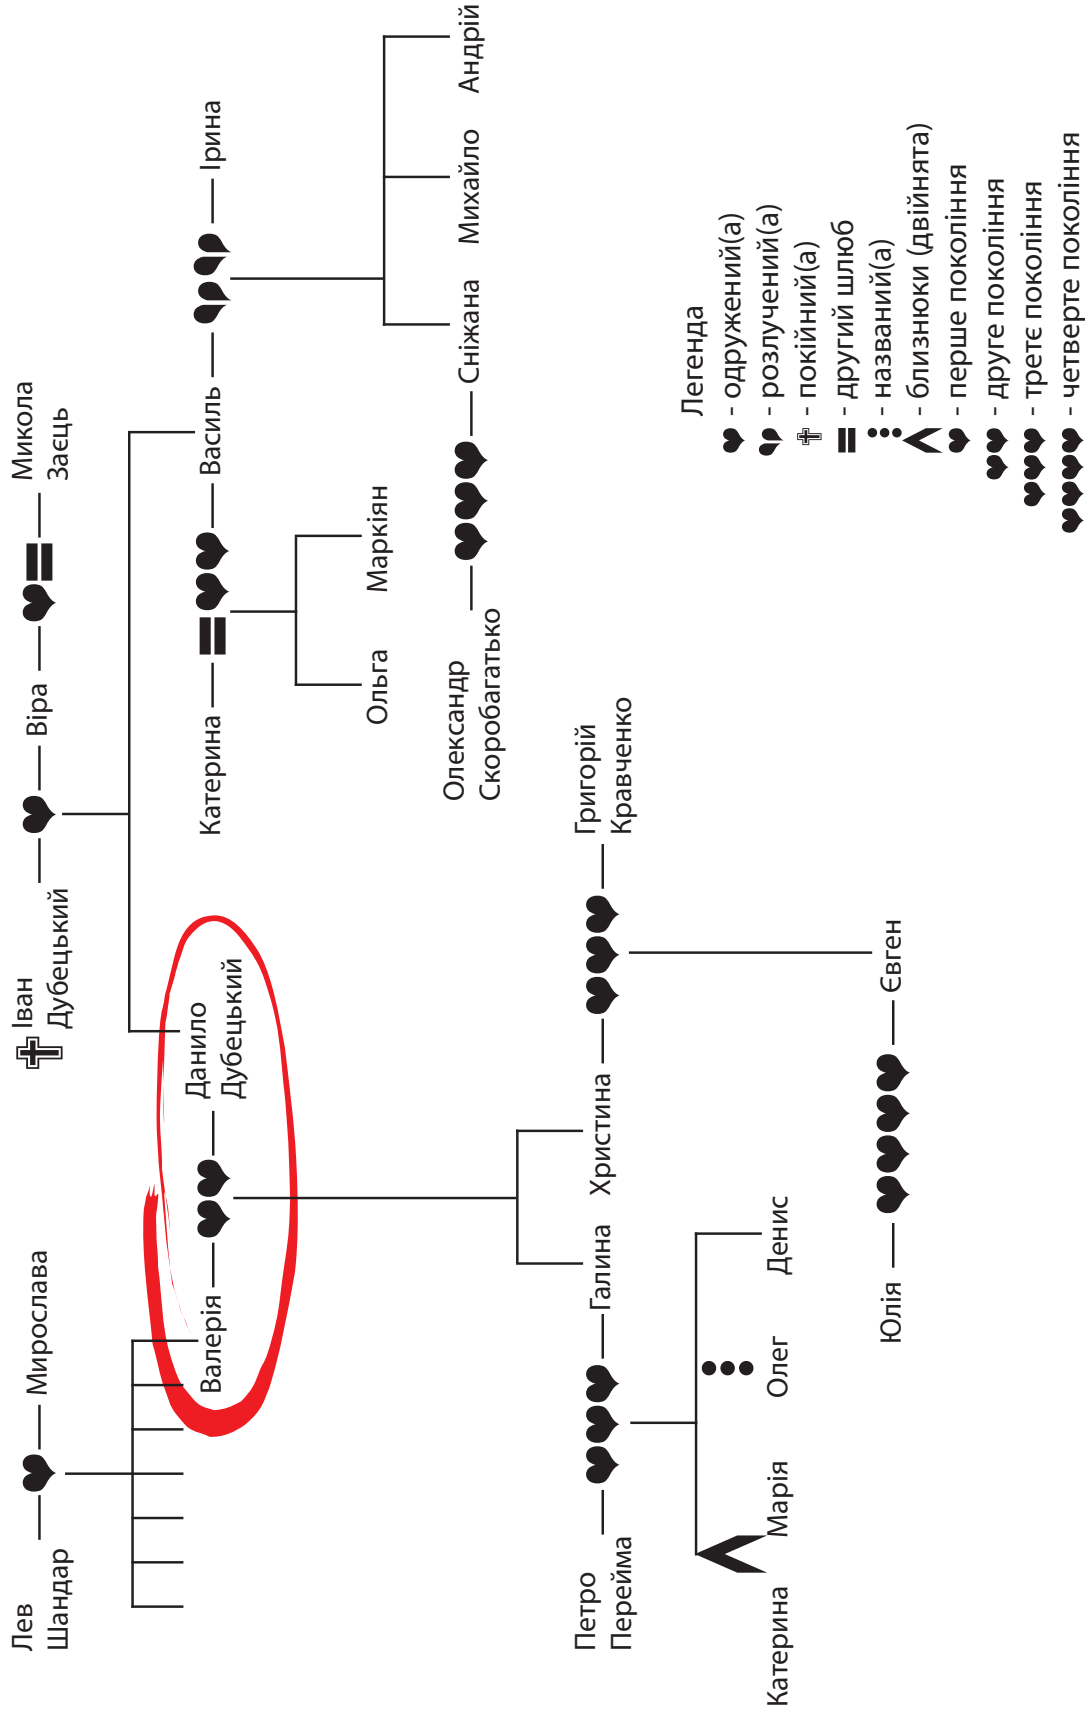 Лев
Шандар
Мирослава
Іван
Дубецький
Віра
Микола
Заєць
Валерія
Данило
Дубецький
Катерина
Василь
Ірина
Ольга
Маркіян
Олександр
Скоробагатько
Сніжана
Михайло
Андрій
Петро
Перейма
Галина
Христина
Григорій
Кравченко
Катерина
Марія
Олег
Денис
Юлія
Євген
Легенда
- одружений(а)
- розлучений(а)
- покійний(а)
- другий шлюб
- названий(а)
- близнюки (двійнята)
- перше покоління
- друге покоління
- третє покоління
- четверте покоління